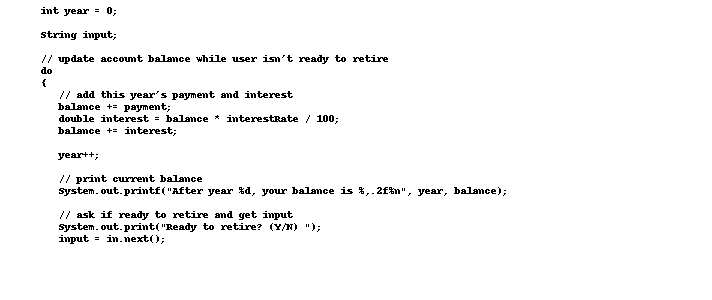 int year = 0;
String input;
// update account balance while user isn't ready to retire
do
{
// add this year's payment and interest
balance += payment;
double interest = balance * interestRate / 100;
balance += interest;
year++;
// print current balance
System.out.printf("After year %d, your balance is %,.2f%n", year, balance);
// ask if ready to retire and get input
System.out.print("Ready to retire? (Y/N) ");
input = in.next();